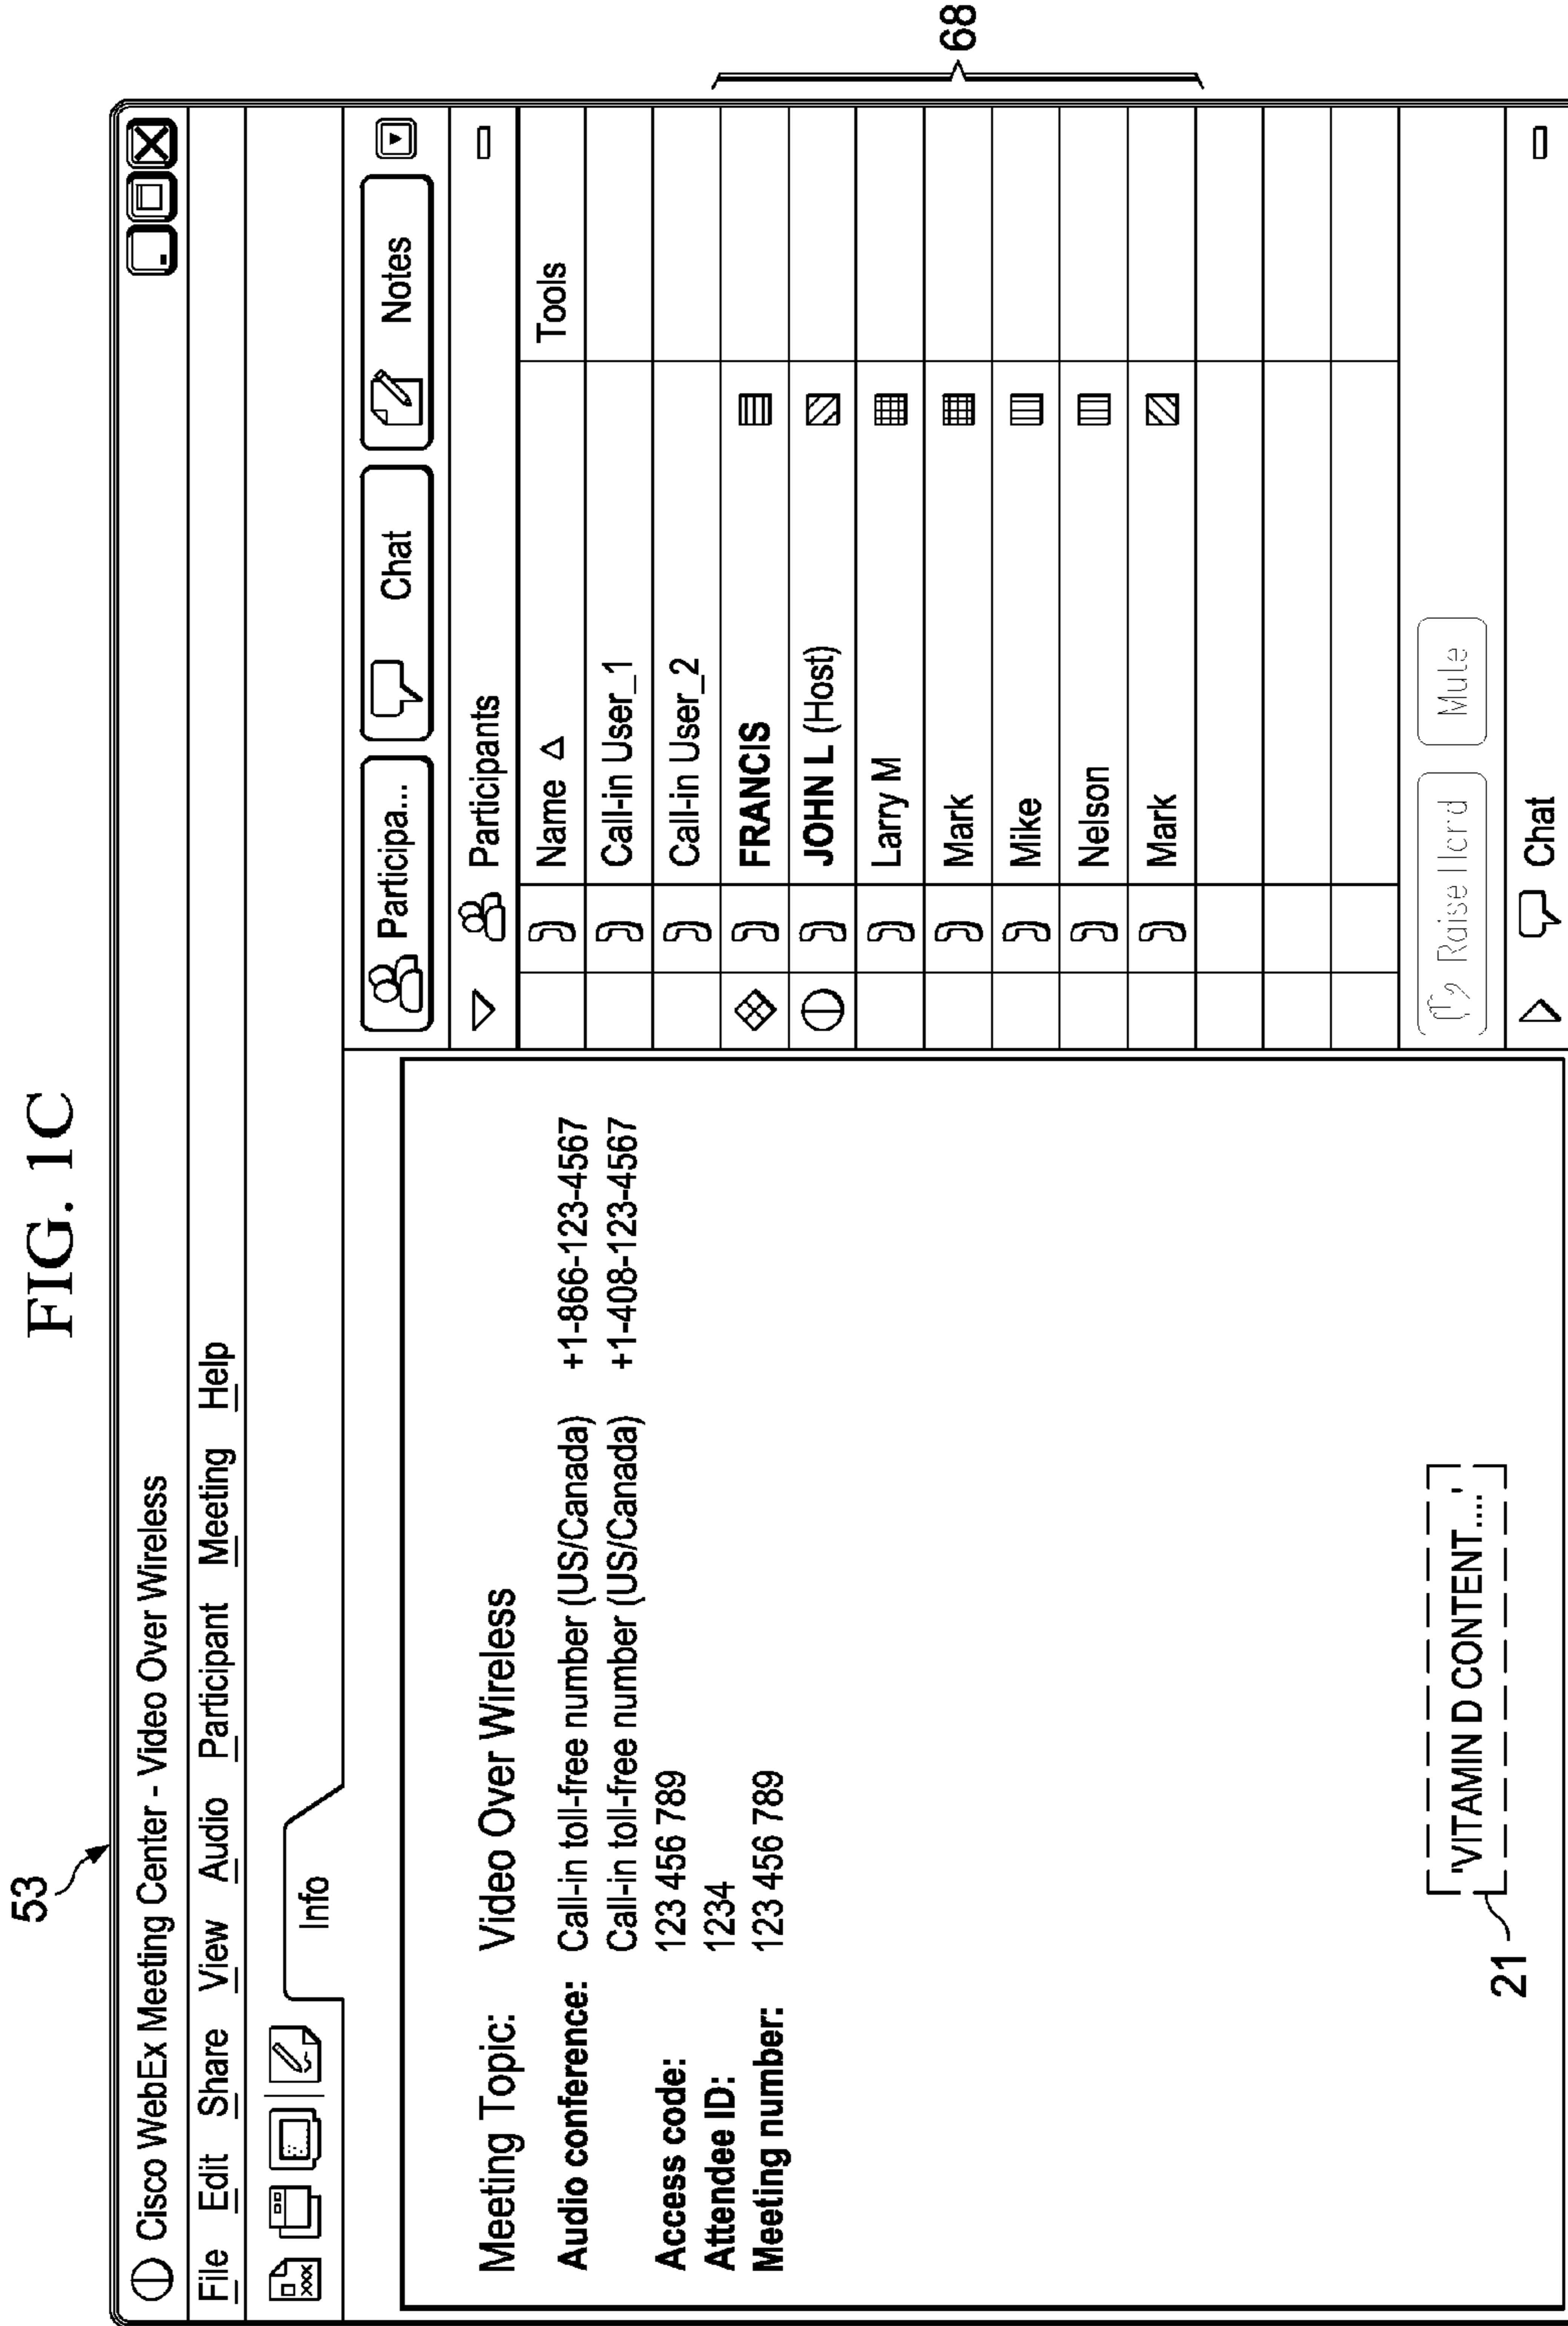 FIG. 1C
53
Cisco WebEx Meeting Center - Video Over Wireless
File Edit Share View Audio Participant Meeting Help
Info
xxx
Meeting Topic: Video Over Wireless
Audio conference: Call-in toll-free number (US/Canada) +1-866-123-4567
Call-in toll-free number (US/Canada) +1-408-123-4567
Access code: 123 456 789
Attendee ID: 1234
Meeting number: 123 456 789
'VITAMIN D CONTENT....'
21
Participa... Chat Notes
Participants
Name Tools
Call-in User_1
Call-in User_2
FRANCIS
JOHN L (Host)
Larry M
Mark
Mike
Nelson
Mark
68
Raise Mute
Chat